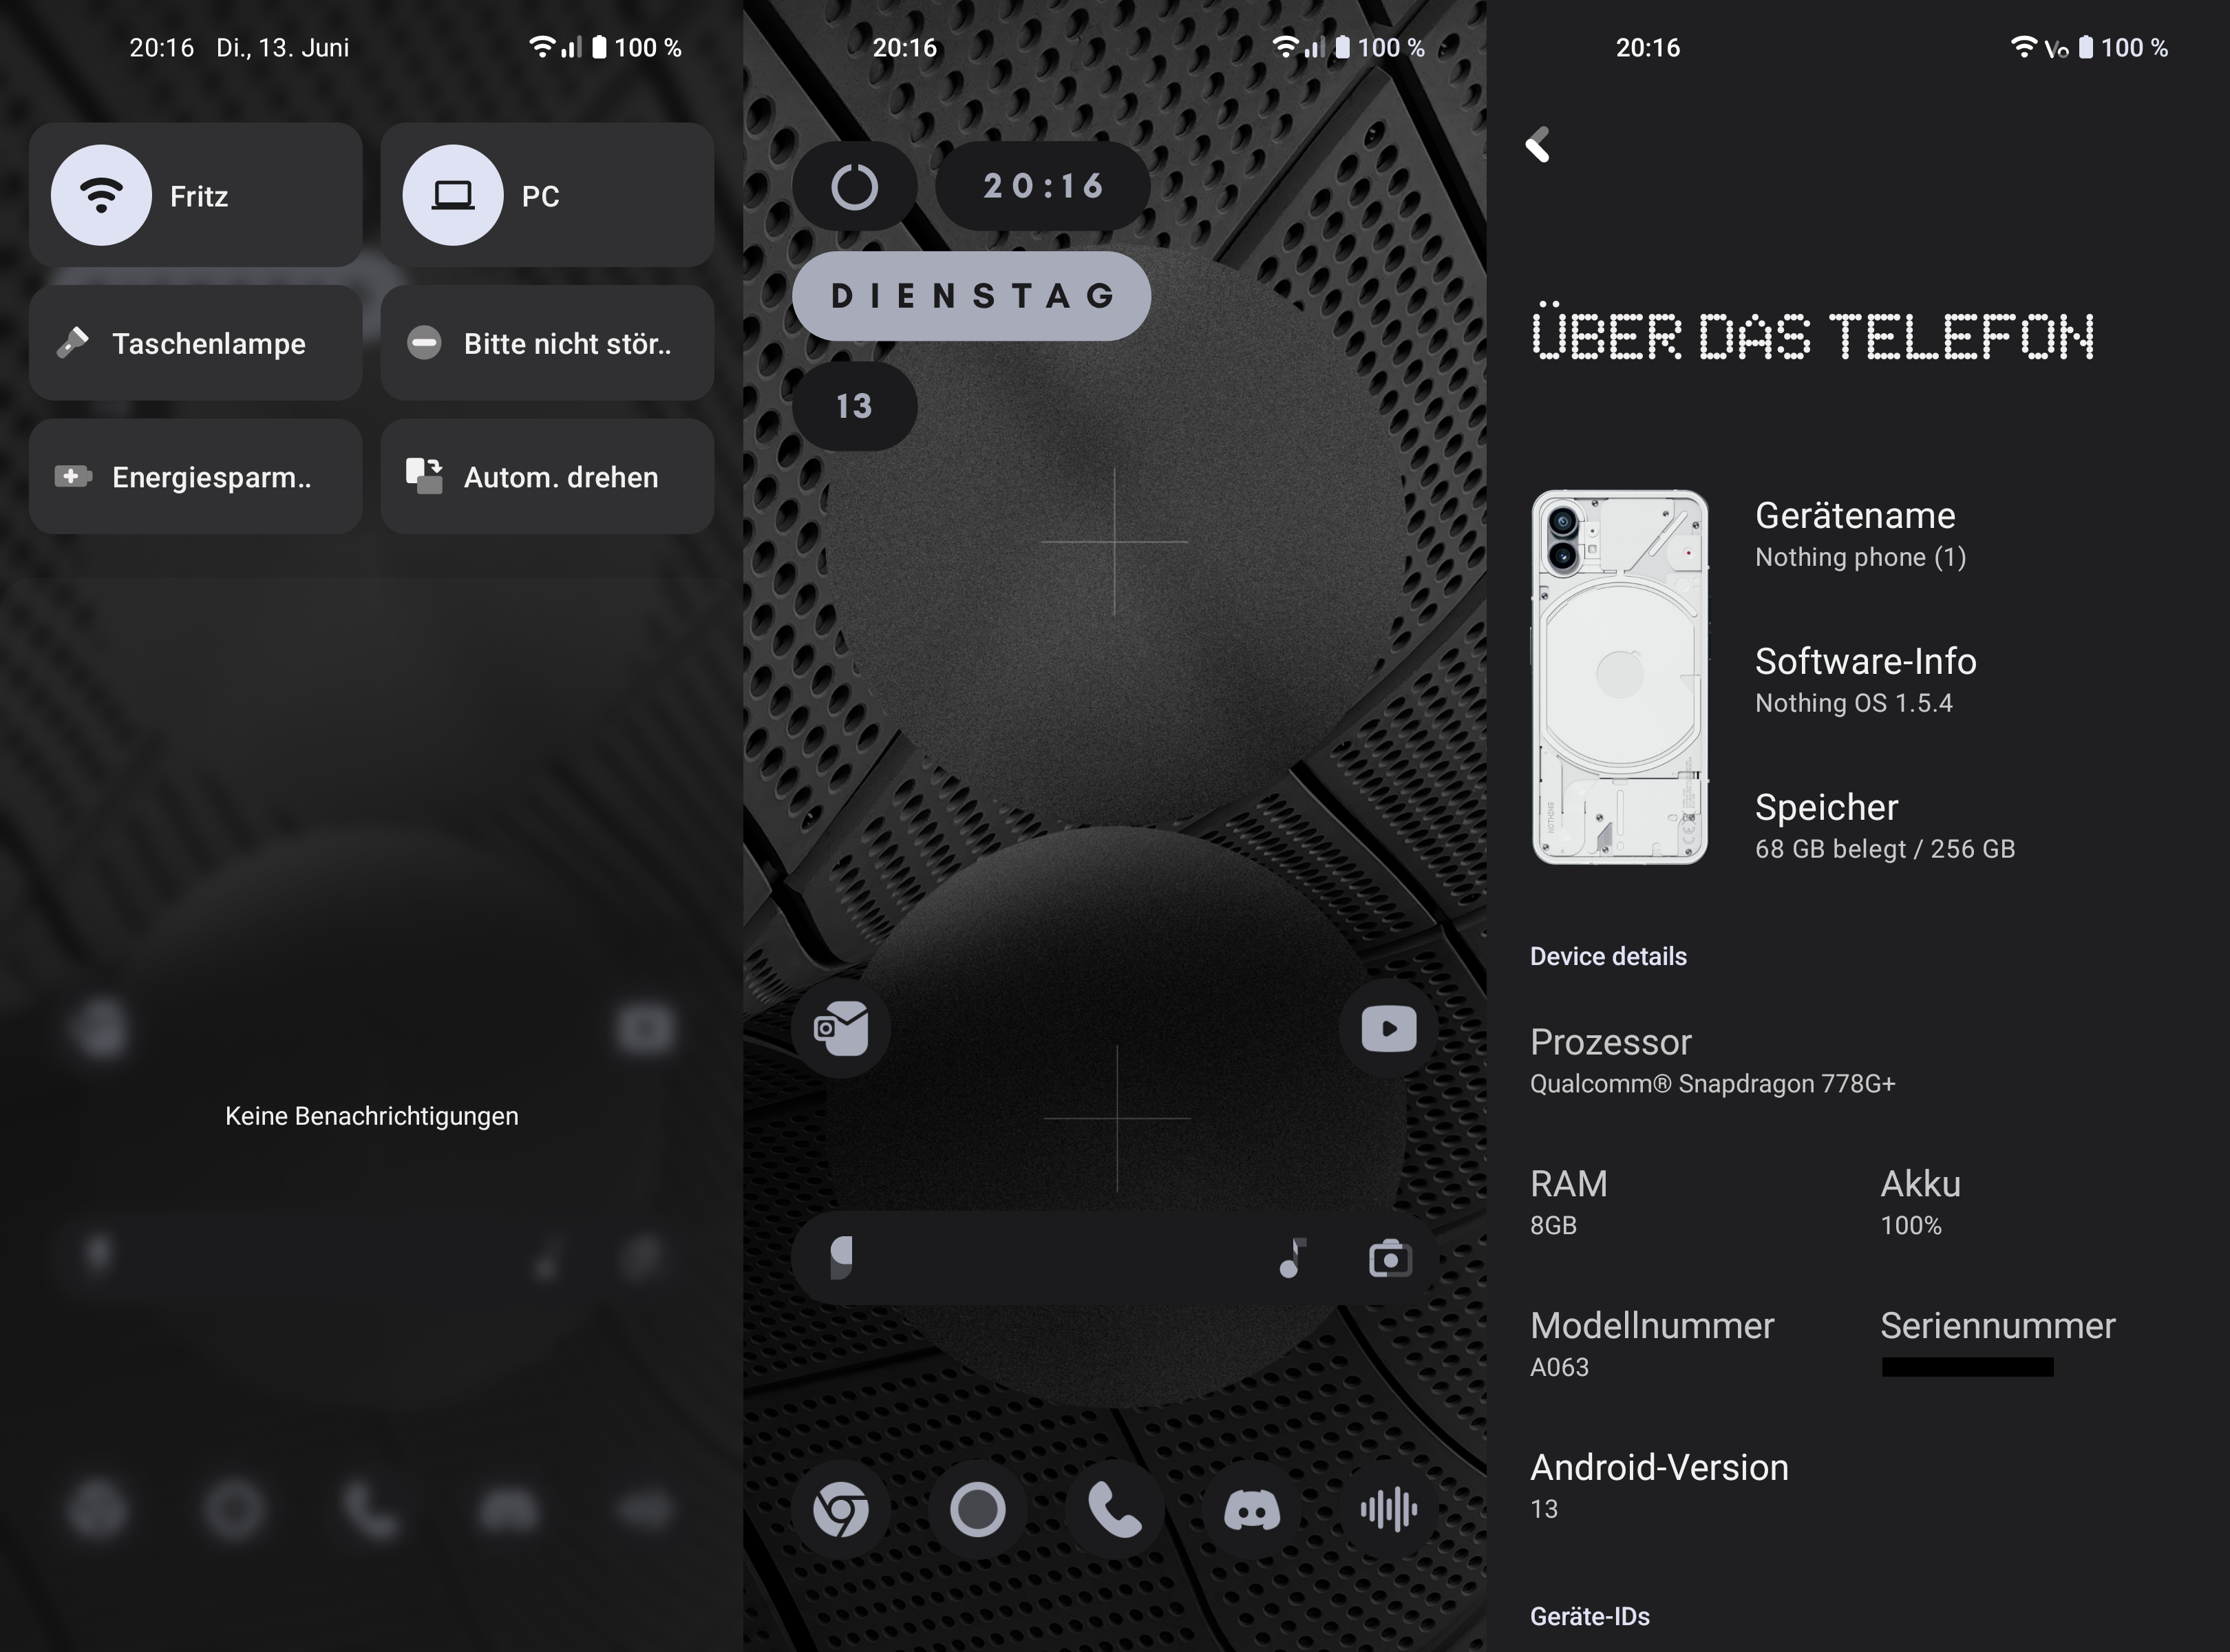 20:16 Di., 13. Juni
100 %
Fritz
PC
Taschenlampe
Bitte nicht stör..
Energiesparm..
Autom. drehen
Keine Benachrichtigungen
20:16
100 %
20:16
DIENSTAG
13
20:16
Vo 100 %
ÜBER DAS TELEFON
Gerätename
Nothing phone (1)
Software-Info
Nothing OS 1.5.4
Speicher
68 GB belegt / 256 GB
Device details
Prozessor
Qualcomm® Snapdragon 778G+
RAM
8GB
Akku
100%
Modellnummer
A063
Seriennummer
Android-Version
13
Geräte-IDs